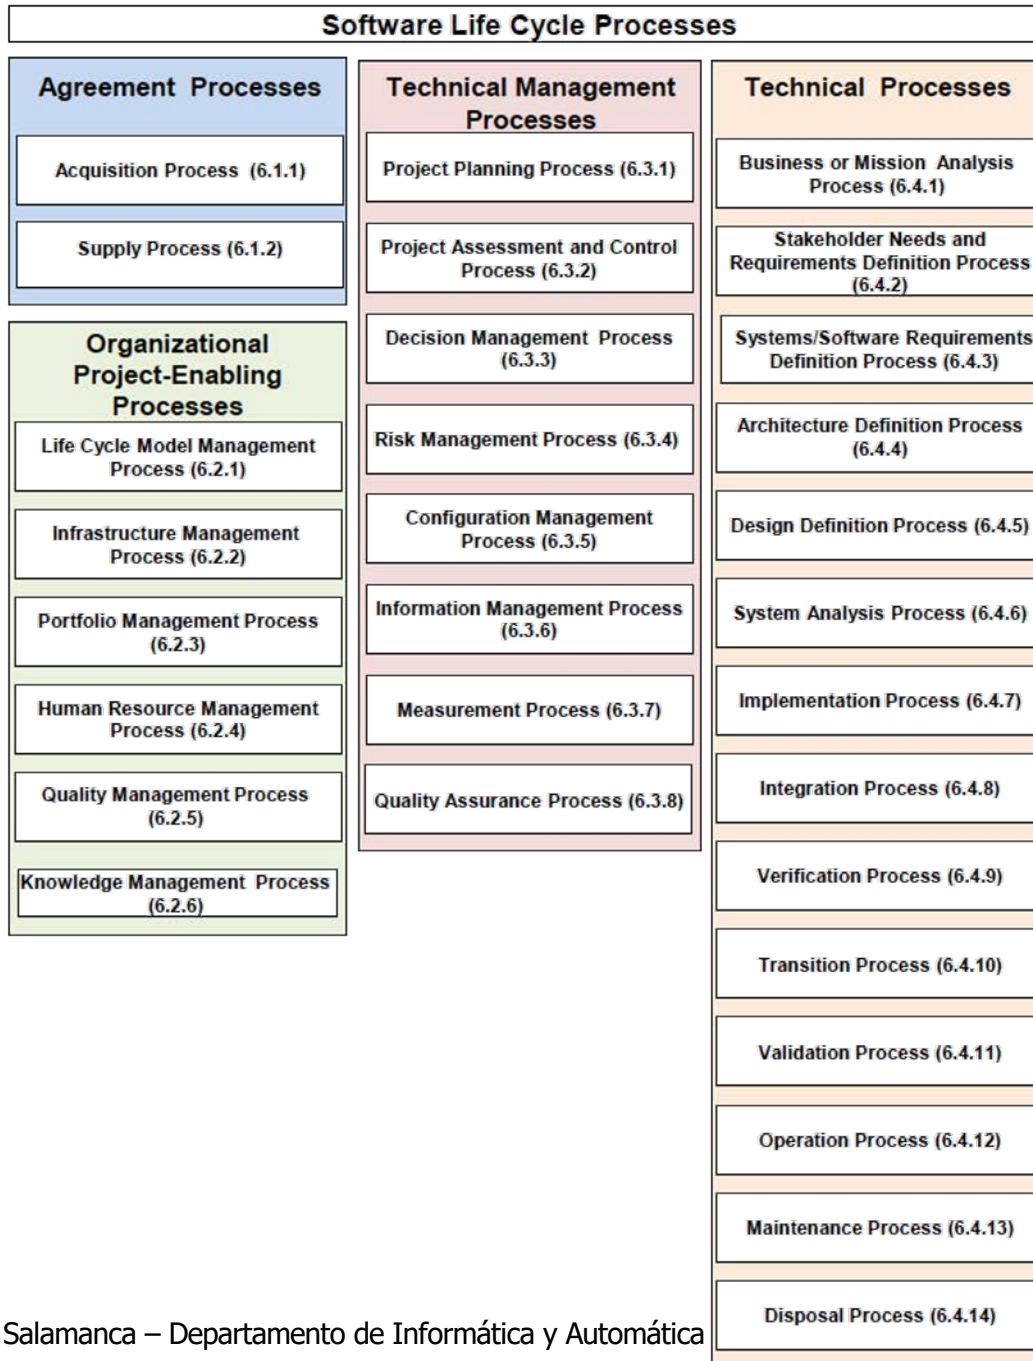 Software Life Cycle Processes
Agreement Processes
Acquisition Process (6.1.1)
Supply Process (6.1.2)
Organizational
Project-Enabling
Processes
Life Cycle Model Management
Process (6.2.1)
Infrastructure Management
Process (6.2.2)
Portfolio Management Process
(6.2.3)
Human Resource Management
Process (6.2.4)
Quality Management Process
(6.2.5)
Knowledge Management Process
(6.2.6)
Technical Management
Processes
Project Planning Process (6.3.1)
Project Assessment and Control
Process (6.3.2)
Decision Management Process
(6.3.3)
Risk Management Process (6.3.4)
Configuration Management
Process (6.3.5)
Information Management Process
(6.3.6)
Measurement Process (6.3.7)
Quality Assurance Process (6.3.8)
Technical Processes
Business or Mission Analysis
Process (6.4.1)
Stakeholder Needs and
Requirements Definition Process
(6.4.2)
Systems/Software Requirements
Definition Process (6.4.3)
Architecture Definition Process
(6.4.4)
Design Definition Process (6.4.5)
System Analysis Process (6.4.6)
Implementation Process (6.4.7)
Integration Process (6.4.8)
Verification Process (6.4.9)
Transition Process (6.4.10)
Validation Process (6.4.11)
Operation Process (6.4.12)
Maintenance Process (6.4.13)
Disposal Process (6.4.14)
Salamanca – Departamento de Informática y Automática